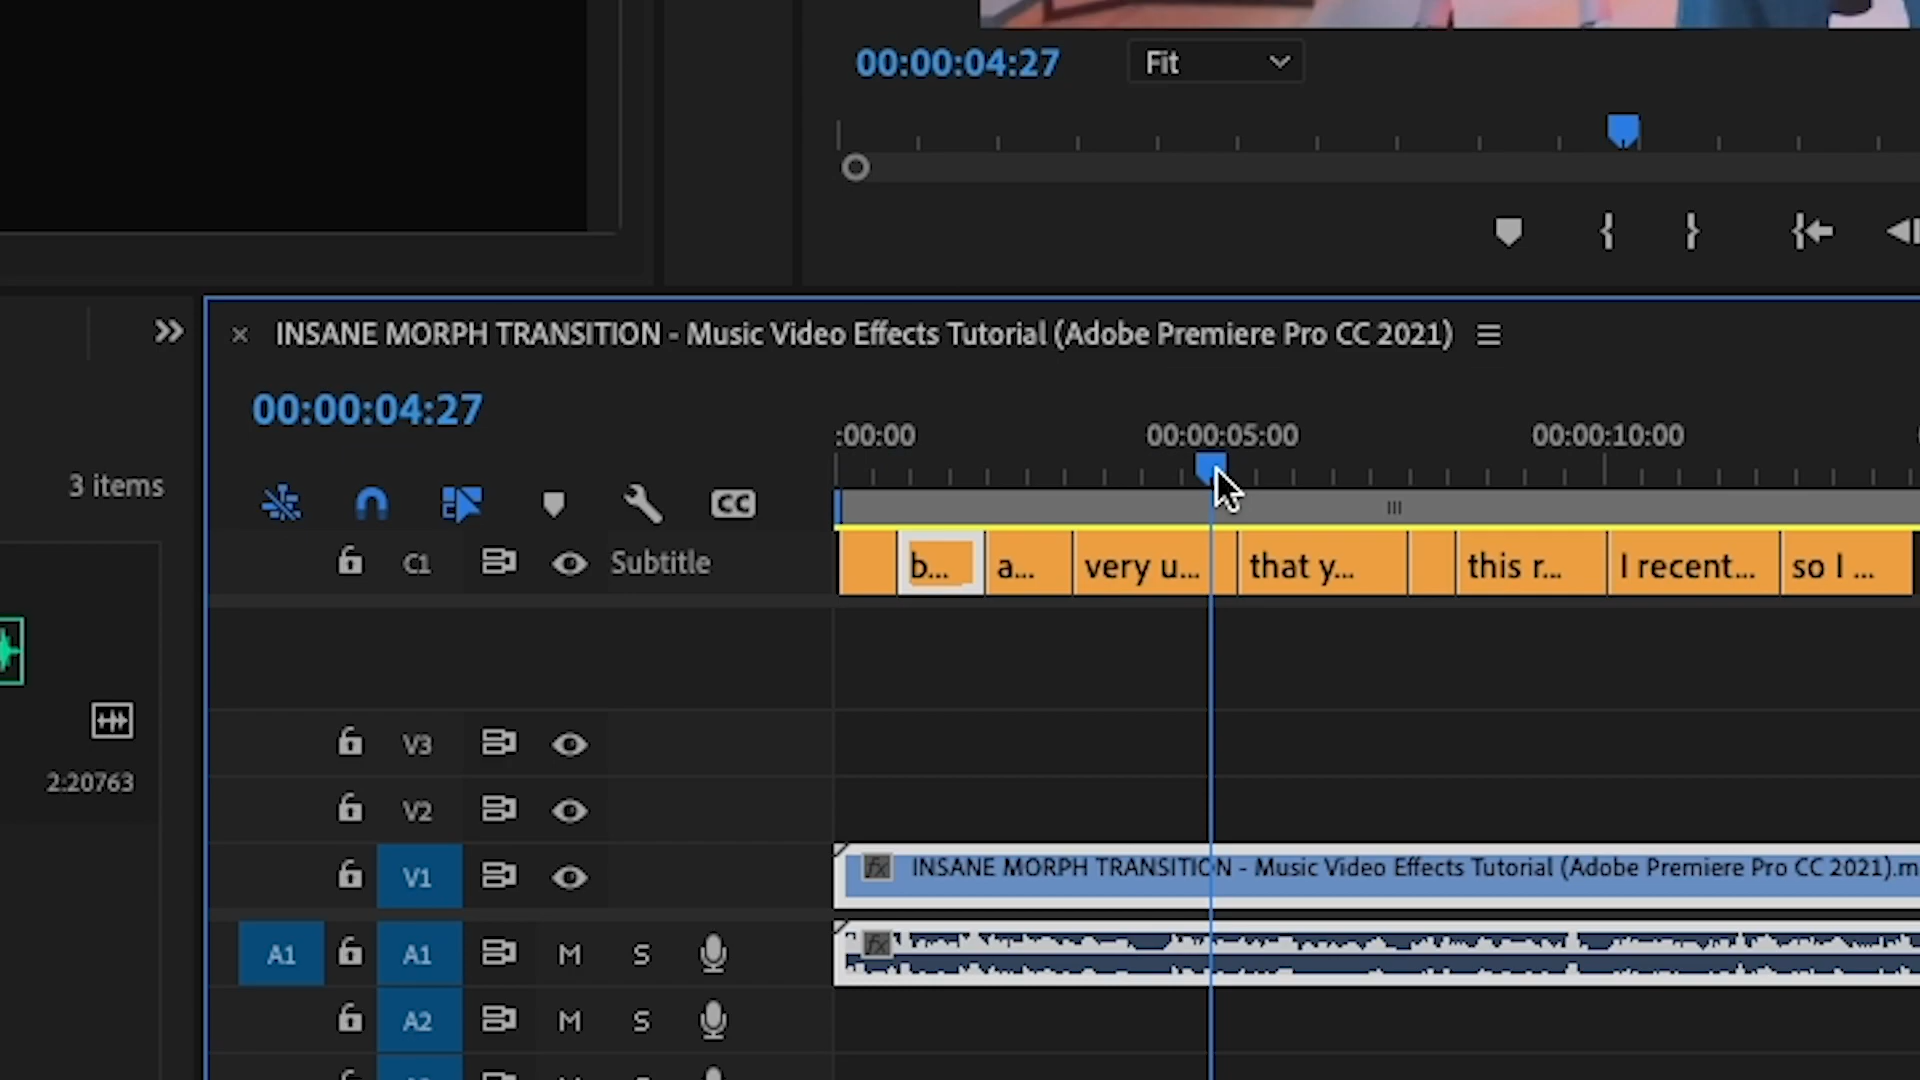 00:00:04:27 Fit
INSANE MORPH TRANSITION - Music Video Effects Tutorial (Adobe Premiere Pro CC 2021)
00:00:04:27
:00:00 00:00:05:00 00:00:10:00
3 items
CC
C1 Subtitle b... a... very u... that y... this r... I recent... so I ...
V3
2:20763
V2
V1 fx INSANE MORPH TRANSITION - Music Video Effects Tutorial (Adobe Premiere Pro CC 2021).m
A1 A1 M S fx
A2 M S